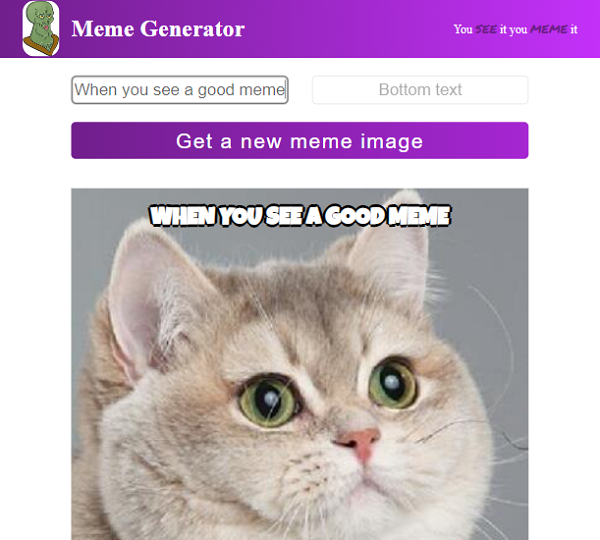 Meme Generator
You SEE it you MEME it
When you see a good meme
Bottom text
Get a new meme image
WHEN YOU SEE A GOOD MEME